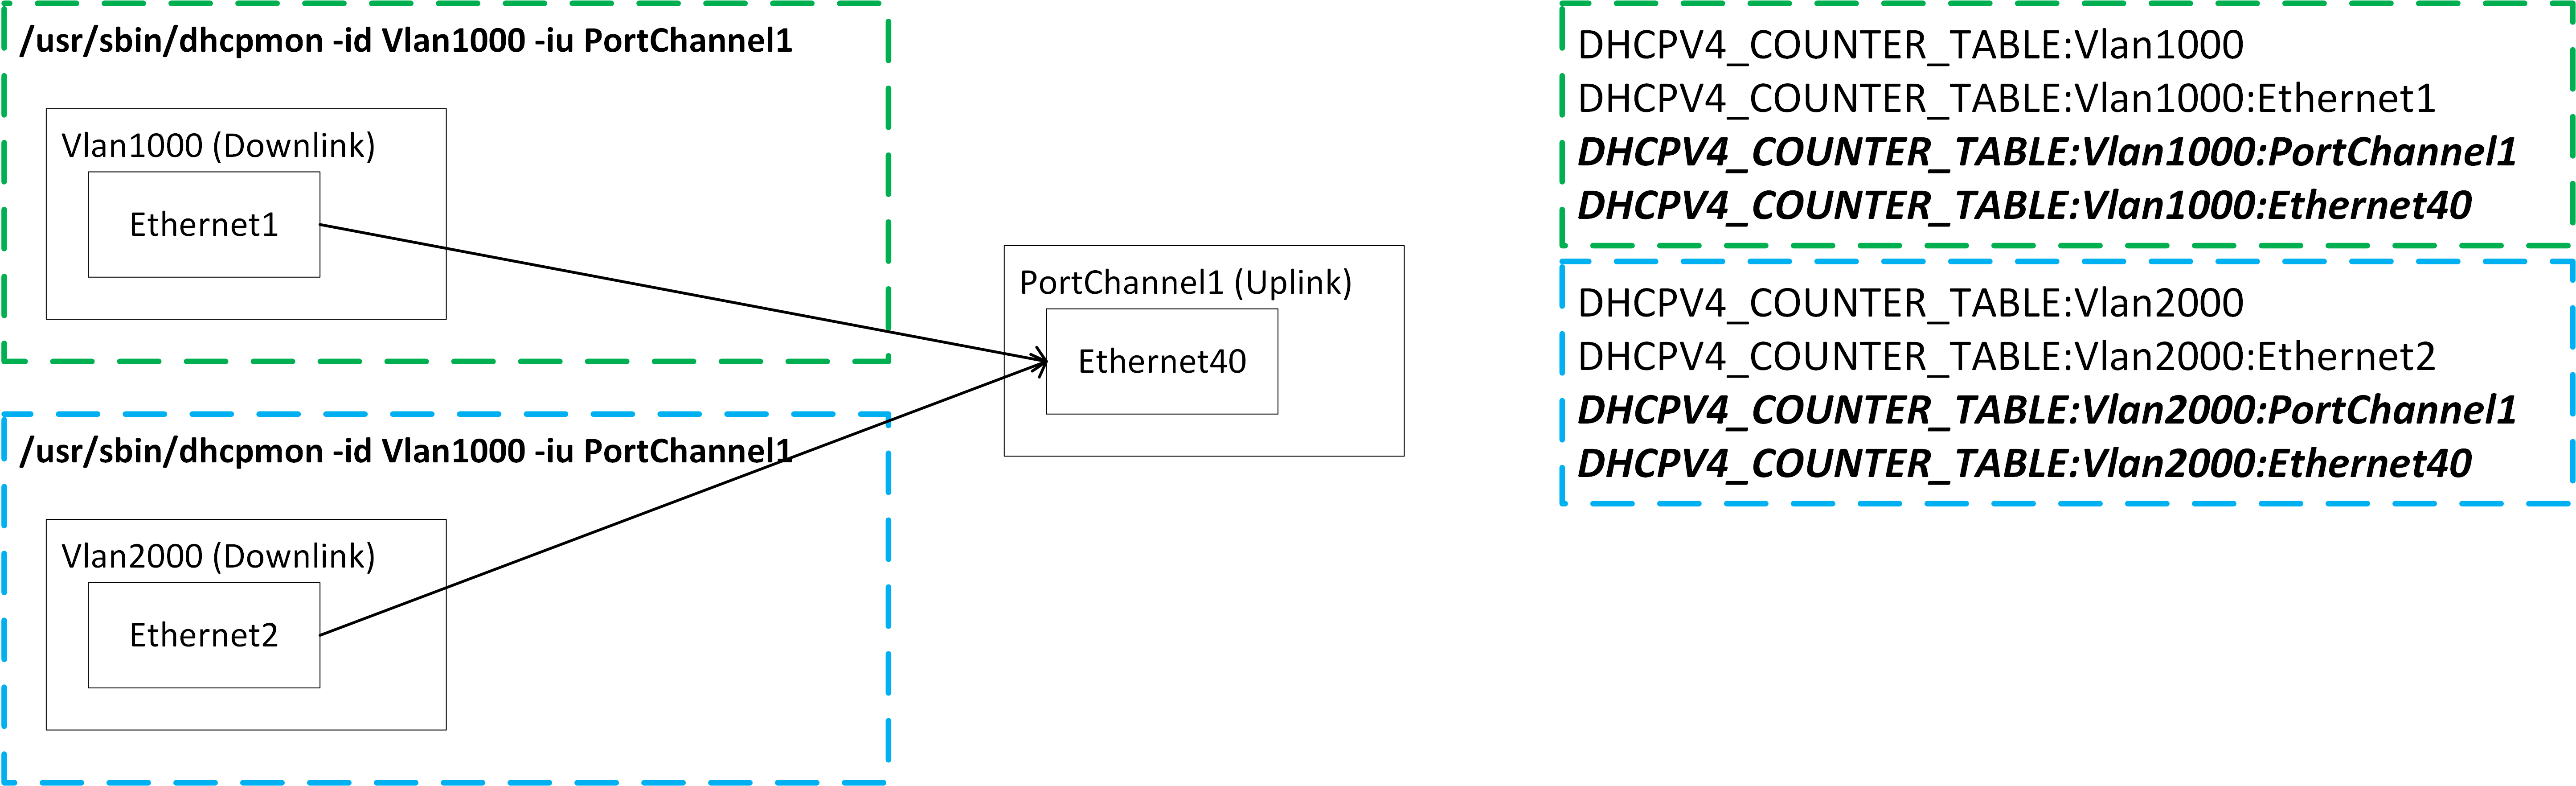 /usr/sbin/dhcpmon -id Vlan1000 -iu PortChannel1
Vlan1000 (Downlink)
Ethernet1
/usr/sbin/dhcpmon -id Vlan1000 -iu PortChannel1
Vlan2000 (Downlink)
Ethernet2
PortChannel1 (Uplink)
Ethernet40
DHCPV4_COUNTER_TABLE:Vlan1000
DHCPV4_COUNTER_TABLE:Vlan1000:Ethernet1
DHCPV4_COUNTER_TABLE:Vlan1000:PortChannel1
DHCPV4_COUNTER_TABLE:Vlan1000:Ethernet40
DHCPV4_COUNTER_TABLE:Vlan2000
DHCPV4_COUNTER_TABLE:Vlan2000:Ethernet2
DHCPV4_COUNTER_TABLE:Vlan2000:PortChannel1
DHCPV4_COUNTER_TABLE:Vlan2000:Ethernet40